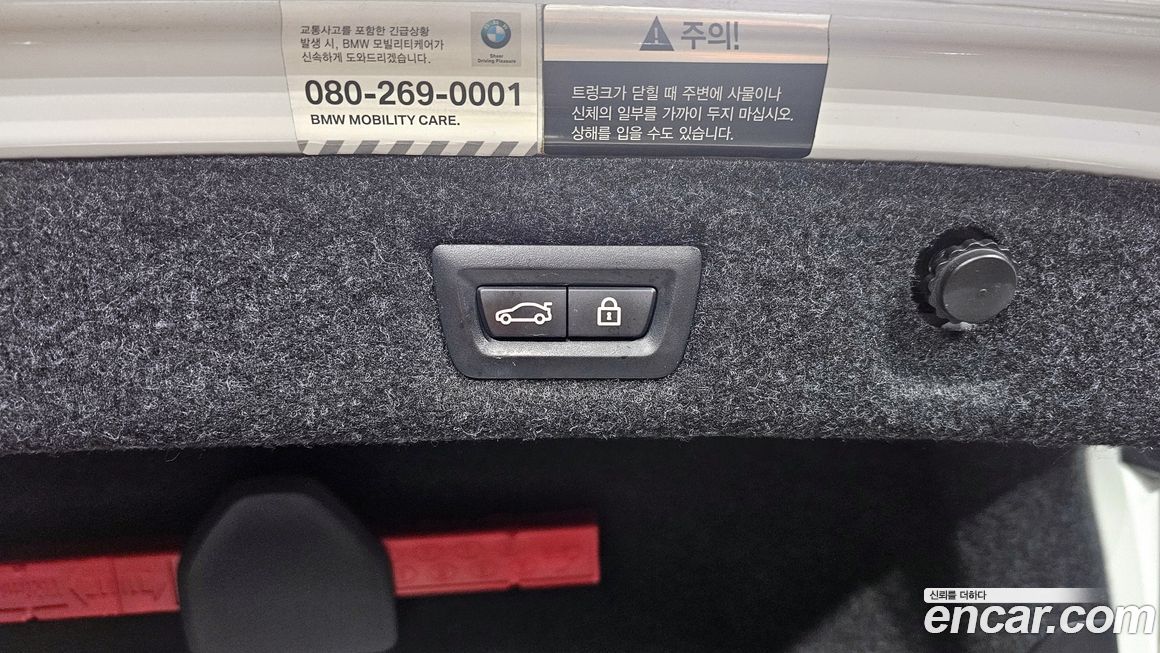 교통사고를 포함한 긴급상황
발생 시, BMW 모빌리티케어가
신속하게 도와드리겠습니다.
Sheer
Driving Pleasure
080-269-0001
BMW MOBILITY CARE.
주의!
트렁크가 닫힐 때 주변에 사물이나
신체의 일부를 가까이 두지 마십시오.
상해를 입을 수도 있습니다.
신뢰를 더하다
encar.com